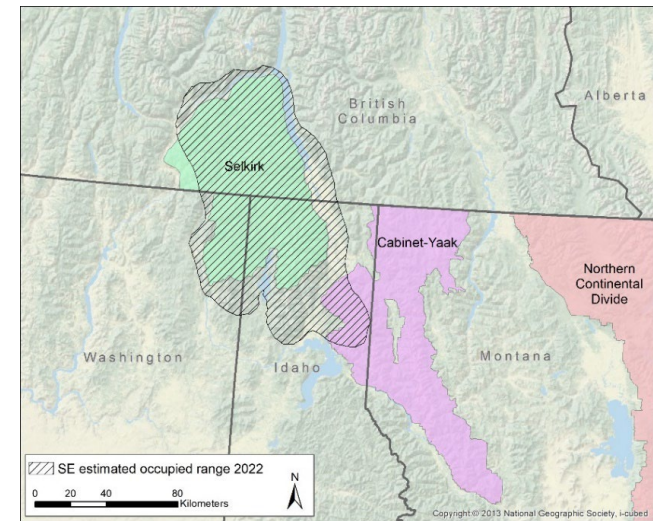 British
Columbia
Alberta
Selkirk
Cabinet-Yaak
Northern
Continental
Divide
Washington
Idaho
Montana
SE estimated occupied range 2022
N
0 20 40 80
Kilometers
Copyright © 2013 National Geographic Society, i-cubed